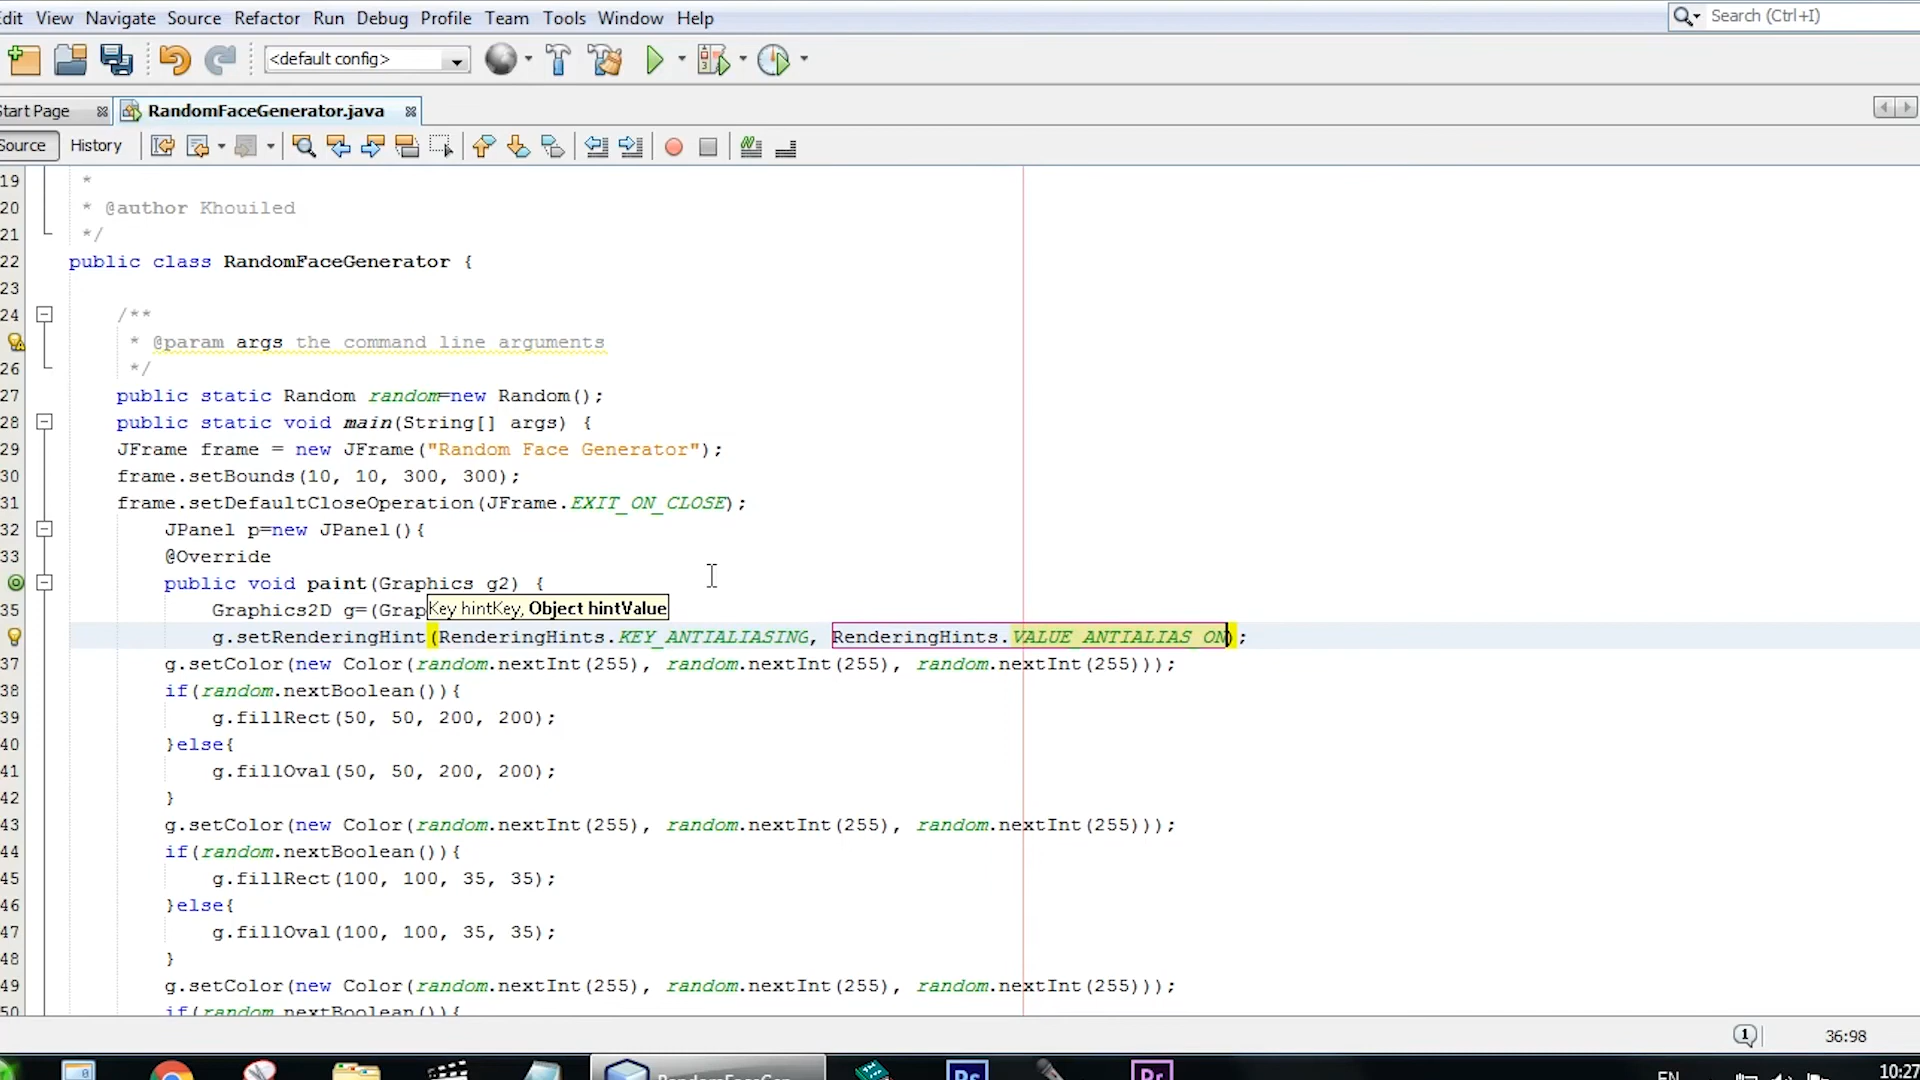 Edit View Navigate Source Refactor Run Debug Profile Team Tools Window Help
Search (Ctrl+I)
<default config>
Start Page
RandomFaceGenerator.java
Source History
19 *
20 * @author Khouiled
21 */
22 public class RandomFaceGenerator {
23
24 /**
* @param args the command line arguments
26 */
27 public static Random random=new Random();
28 public static void main(String[] args) {
29 JFrame frame = new JFrame("Random Face Generator");
30 frame.setBounds(10, 10, 300, 300);
31 frame.setDefaultCloseOperation(JFrame.EXIT_ON_CLOSE);
32 JPanel p=new JPanel(){
33 @Override
public void paint(Graphics g2) {
35 Graphics2D g=(Grap
Key hintKey, Object hintValue
g.setRenderingHint(RenderingHints.KEY_ANTIALIASING, RenderingHints.VALUE_ANTIALIAS_ON);
37 g.setColor(new Color(random.nextInt(255), random.nextInt(255), random.nextInt(255)));
38 if(random.nextBoolean()){
39 g.fillRect(50, 50, 200, 200);
40 }else{
41 g.fillOval(50, 50, 200, 200);
42 }
43 g.setColor(new Color(random.nextInt(255), random.nextInt(255), random.nextInt(255)));
44 if(random.nextBoolean()){
45 g.fillRect(100, 100, 35, 35);
46 }else{
47 g.fillOval(100, 100, 35, 35);
48 }
49 g.setColor(new Color(random.nextInt(255), random.nextInt(255), random.nextInt(255)));
50 if(random.nextBoolean()){
1
36:98
RandomFaceGen
Ps
Pr
EN
10:27